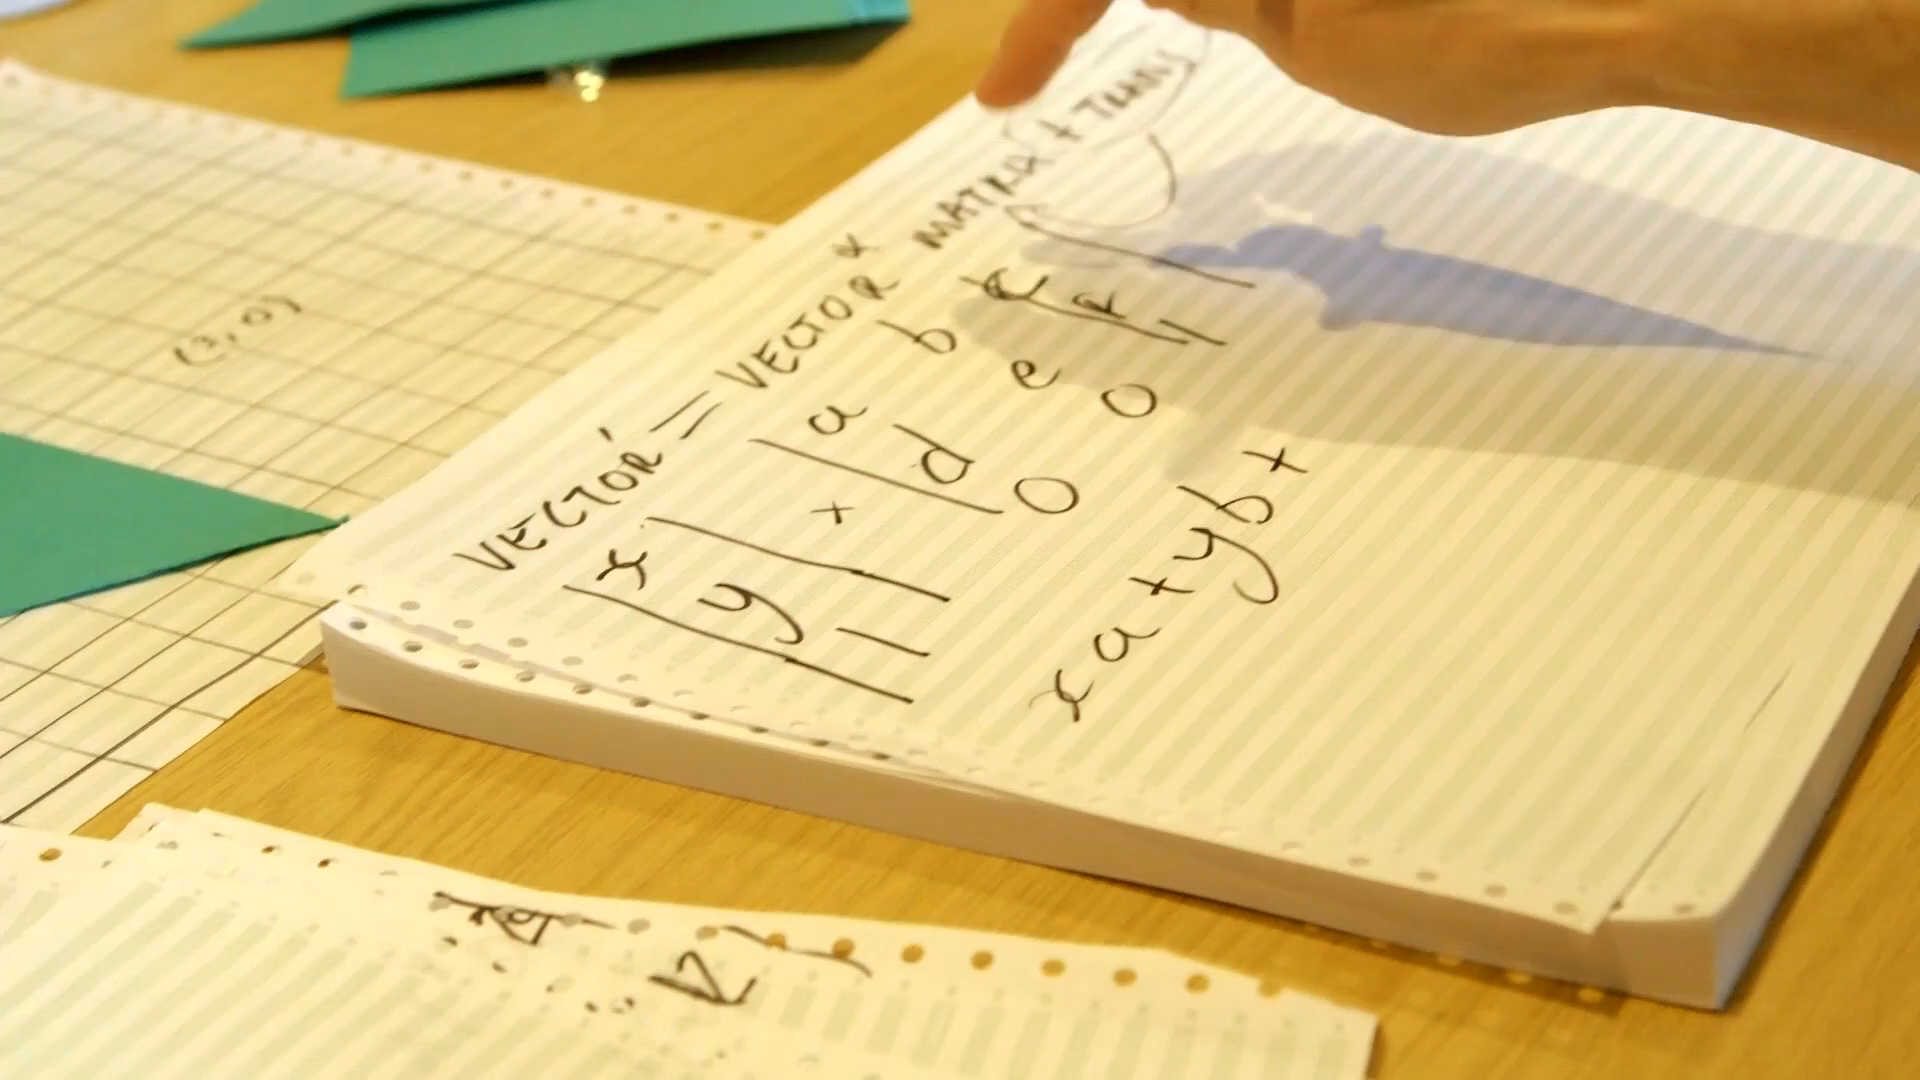 VECTOR' = VECTOR x MATRIX + TRANS
x a b c
y x d e f
1 0 0 1
xa + yb +
(3,0)